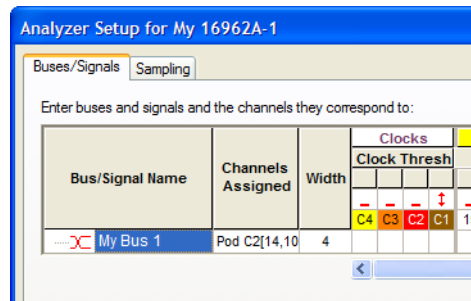 Analyzer Setup for My 16962A-1
Buses/Signals Sampling
Enter buses and signals and the channels they correspond to:
Bus/Signal Name Channels Assigned Width Clocks
Clock Thresh
C4 C3 C2 C1 1
My Bus 1 Pod C2[14,10 4